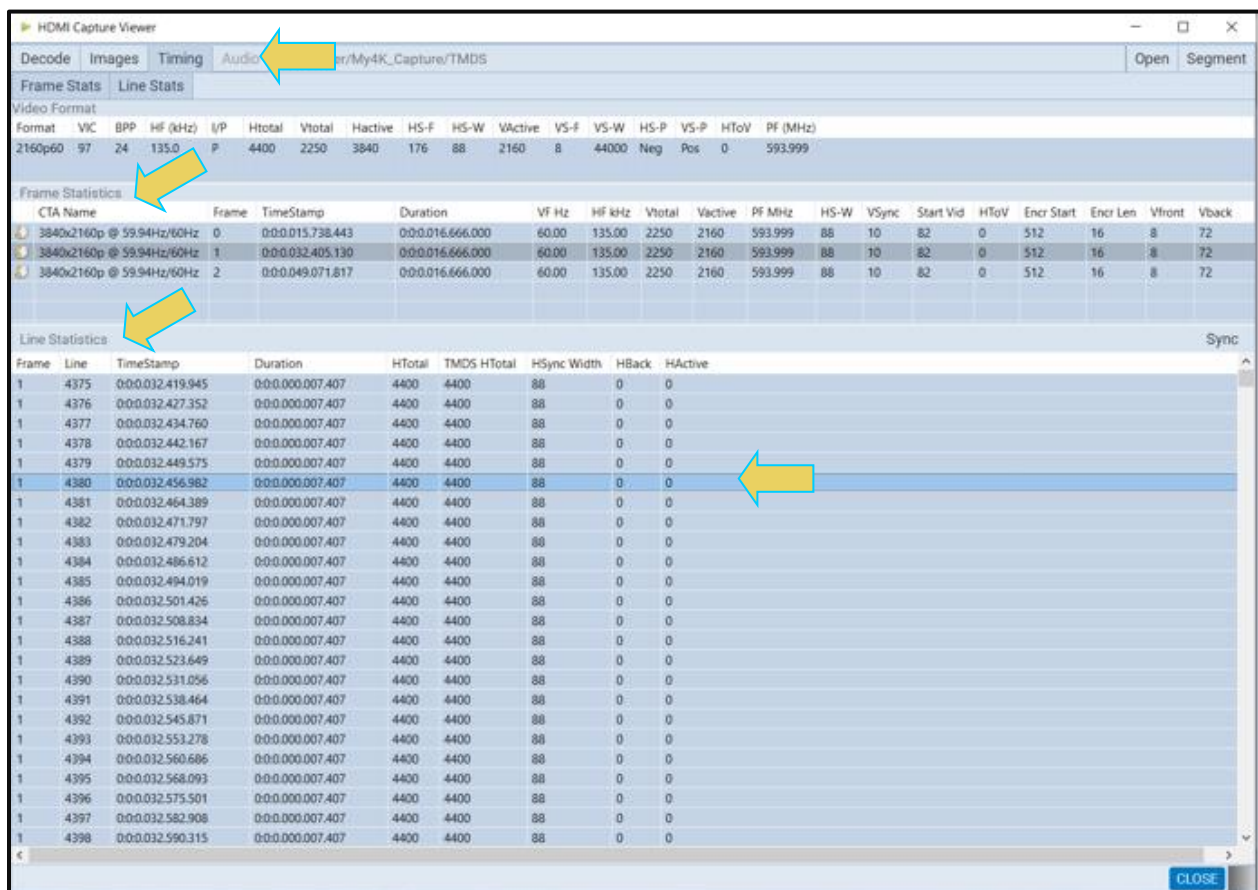 HDMI Capture Viewer
Decode Images Timing Audio er/My4K_Capture/TMDS Open Segment
Frame Stats Line Stats
Video Format
Format VIC BPP HF (kHz) I/P Htotal Vtotal Hactive HS-F HS-W VActive VS-F VS-W HS-P VS-P HToV PF (MHz)
2160p60 97 24 135.0 P 4400 2250 3840 176 88 2160 8 44000 Neg Pos 0 593.999
Frame Statistics
CTA Name Frame TimeStamp Duration VF Hz HF kHz Vtotal Vactive PF MHz HS-W VSync Start Vid HToV Encr Start Encr Len Vfront Vback
3840x2160p @ 59.94Hz/60Hz 0 0:0:0.015.738.443 0:0:0.016.666.000 60.00 135.00 2250 2160 593.999 88 10 82 0 512 16 8 72
3840x2160p @ 59.94Hz/60Hz 1 0:0:0.032.405.130 0:0:0.016.666.000 60.00 135.00 2250 2160 593.999 88 10 82 0 512 16 8 72
3840x2160p @ 59.94Hz/60Hz 2 0:0:0.049.071.817 0:0:0.016.666.000 60.00 135.00 2250 2160 593.999 88 10 82 0 512 16 8 72
Line Statistics Sync
Frame Line TimeStamp Duration HTotal TMDS HTotal HSync Width HBack HActive
1 4375 0:0:0.032.419.945 0:0:0.000.007.407 4400 4400 88 0 0
1 4376 0:0:0.032.427.352 0:0:0.000.007.407 4400 4400 88 0 0
1 4377 0:0:0.032.434.760 0:0:0.000.007.407 4400 4400 88 0 0
1 4378 0:0:0.032.442.167 0:0:0.000.007.407 4400 4400 88 0 0
1 4379 0:0:0.032.449.575 0:0:0.000.007.407 4400 4400 88 0 0
1 4380 0:0:0.032.456.982 0:0:0.000.007.407 4400 4400 88 0 0
1 4381 0:0:0.032.464.389 0:0:0.000.007.407 4400 4400 88 0 0
1 4382 0:0:0.032.471.797 0:0:0.000.007.407 4400 4400 88 0 0
1 4383 0:0:0.032.479.204 0:0:0.000.007.407 4400 4400 88 0 0
1 4384 0:0:0.032.486.612 0:0:0.000.007.407 4400 4400 88 0 0
1 4385 0:0:0.032.494.019 0:0:0.000.007.407 4400 4400 88 0 0
1 4386 0:0:0.032.501.426 0:0:0.000.007.407 4400 4400 88 0 0
1 4387 0:0:0.032.508.834 0:0:0.000.007.407 4400 4400 88 0 0
1 4388 0:0:0.032.516.241 0:0:0.000.007.407 4400 4400 88 0 0
1 4389 0:0:0.032.523.649 0:0:0.000.007.407 4400 4400 88 0 0
1 4390 0:0:0.032.531.056 0:0:0.000.007.407 4400 4400 88 0 0
1 4391 0:0:0.032.538.464 0:0:0.000.007.407 4400 4400 88 0 0
1 4392 0:0:0.032.545.871 0:0:0.000.007.407 4400 4400 88 0 0
1 4393 0:0:0.032.553.278 0:0:0.000.007.407 4400 4400 88 0 0
1 4394 0:0:0.032.560.686 0:0:0.000.007.407 4400 4400 88 0 0
1 4395 0:0:0.032.568.093 0:0:0.000.007.407 4400 4400 88 0 0
1 4396 0:0:0.032.575.501 0:0:0.000.007.407 4400 4400 88 0 0
1 4397 0:0:0.032.582.908 0:0:0.000.007.407 4400 4400 88 0 0
1 4398 0:0:0.032.590.315 0:0:0.000.007.407 4400 4400 88 0 0
CLOSE